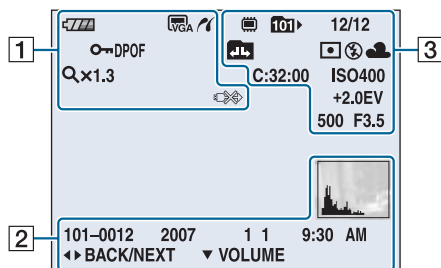 1
VGA
101 12/12
DPOF
×1.3
C:32:00 ISO400
+2.0EV
500 F3.5
3
2
101–0012 2007 1 1 9:30 AM
BACK/NEXT VOLUME